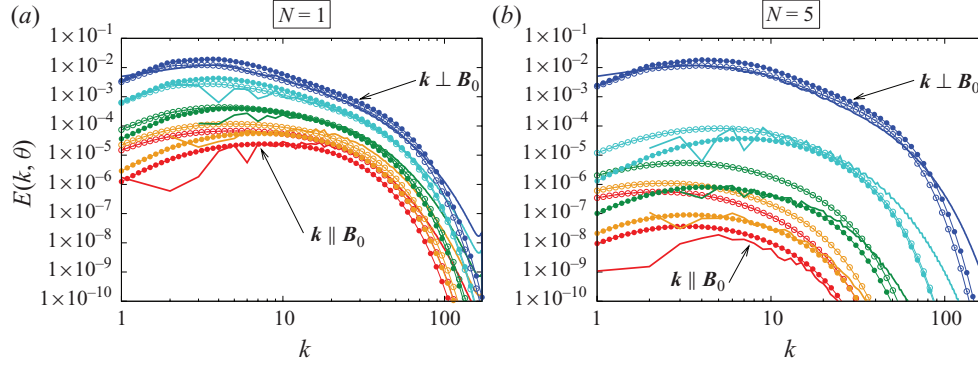 (a)
N = 1
1×10⁻¹
1×10⁻²
1×10⁻³
1×10⁻⁴
1×10⁻⁵
1×10⁻⁶
1×10⁻⁷
1×10⁻⁸
1×10⁻⁹
1×10⁻¹⁰
E(k, θ)
k ⊥ B₀
k ∥ B₀
1 10 100
k
(b)
N = 5
1×10⁻¹
1×10⁻²
1×10⁻³
1×10⁻⁴
1×10⁻⁵
1×10⁻⁶
1×10⁻⁷
1×10⁻⁸
1×10⁻⁹
1×10⁻¹⁰
k ⊥ B₀
k ∥ B₀
1 10 100
k